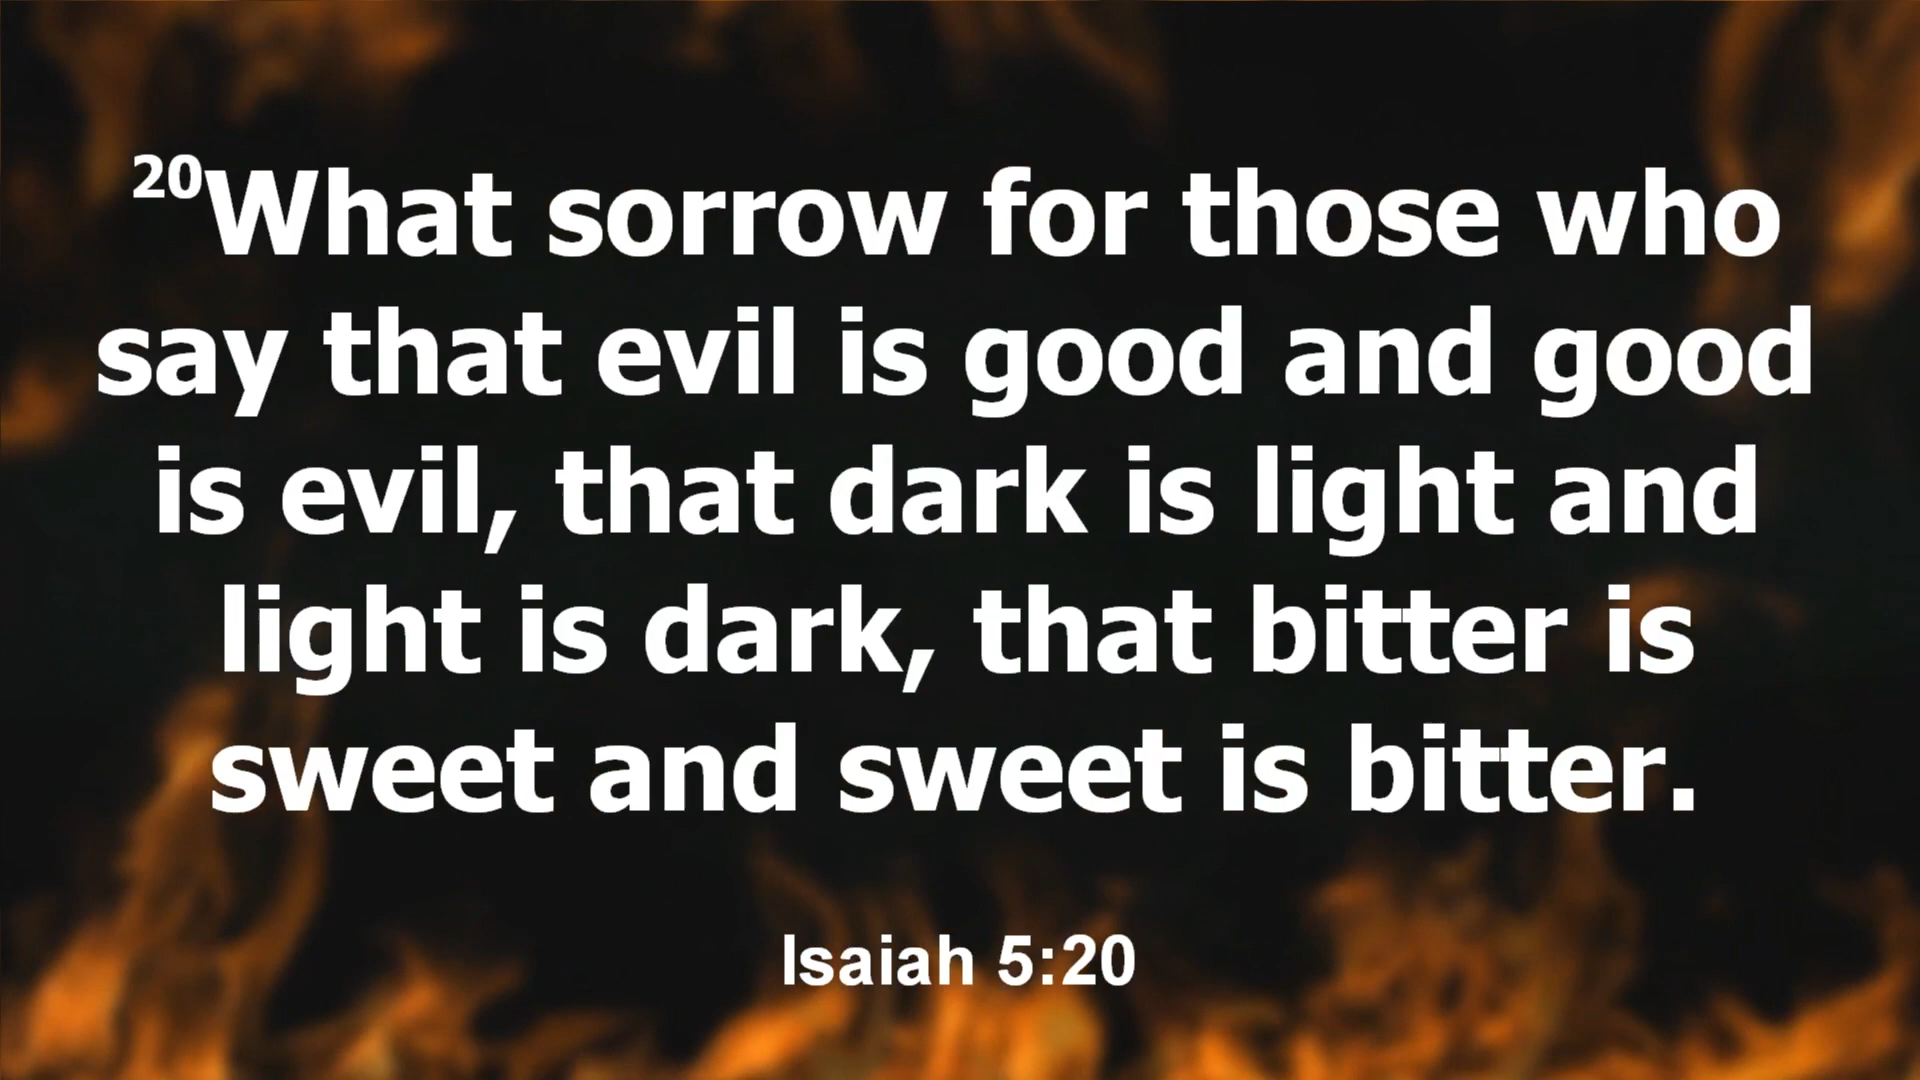 20What sorrow for those who
say that evil is good and good
is evil, that dark is light and
light is dark, that bitter is
sweet and sweet is bitter.
Isaiah 5:20